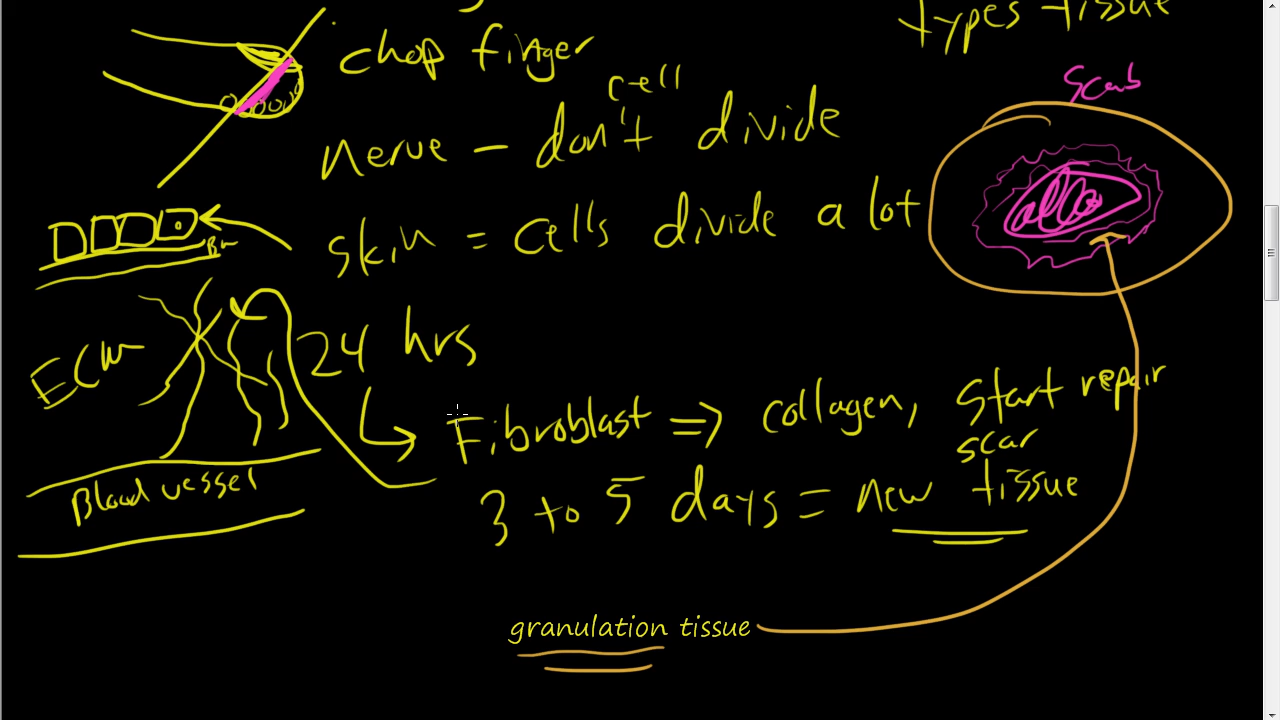 types tissue
chop finger
scab
cell
nerve - don't divide
skin = cells divide a lot
BM
24 hrs
ECM
Fibroblast => collagen, start repair
scar
3 to 5 days = new tissue
Blood vessel
granulation tissue